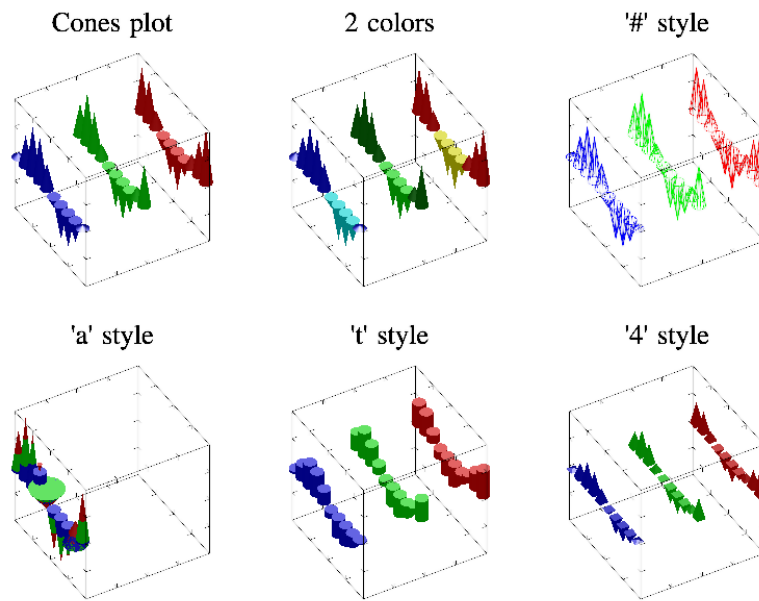 Cones plot
2 colors
'#' style
'a' style
't' style
'4' style